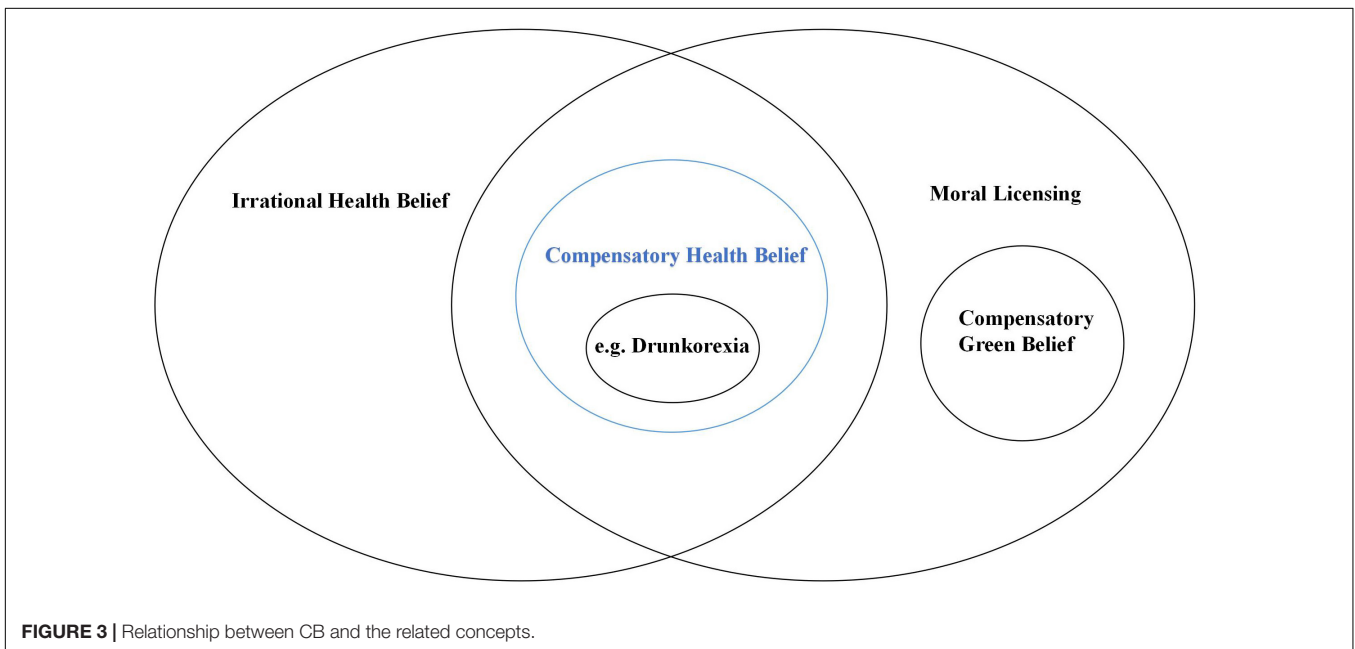 Irrational Health Belief
Moral Licensing
Compensatory Health Belief
e.g. Drunkorexia
Compensatory
Green Belief
FIGURE 3 | Relationship between CB and the related concepts.